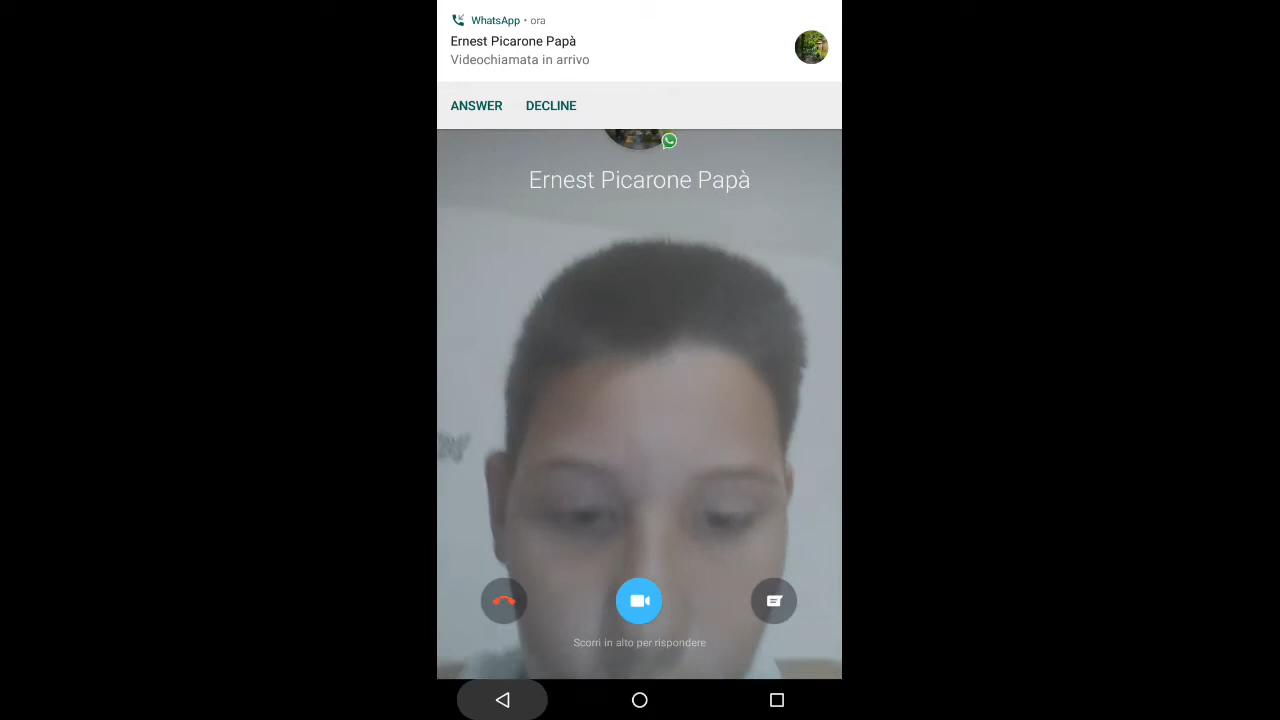 WhatsApp • ora
Ernest Picarone Papà
Videochiamata in arrivo
ANSWER DECLINE
Ernest Picarone Papà
Scorri in alto per rispondere